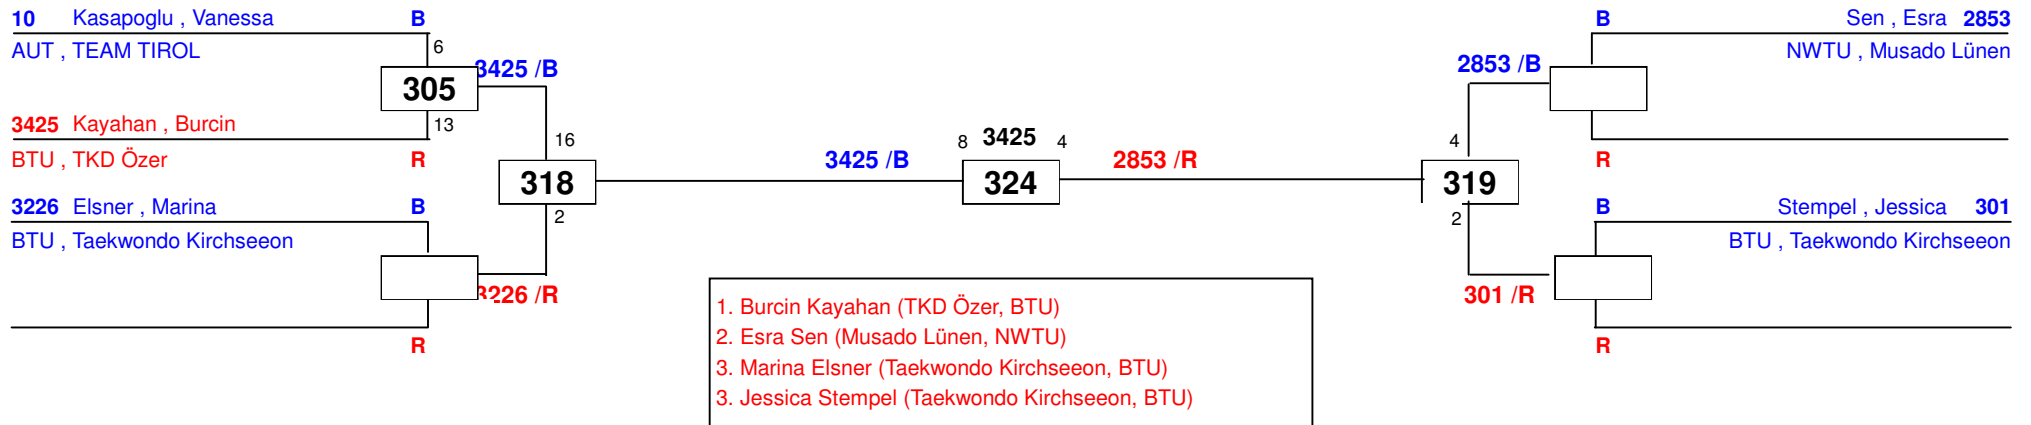 10 Kasapoglu , Vanessa B
AUT , TEAM TIROL
6
305
3425 /B
3425 Kayahan , Burcin
13
BTU , TKD Özer R
16
318
2
3226 Elsner , Marina B
BTU , Taekwondo Kirchseeon
3226 /R
R
3425 /B
8 3425 4
324
2853 /R
B Sen , Esra 2853
NWTU , Musado Lünen
2853 /B
R
4
319
2
B Stempel , Jessica 301
BTU , Taekwondo Kirchseeon
301 /R
R
1. Burcin Kayahan (TKD Özer, BTU)
2. Esra Sen (Musado Lünen, NWTU)
3. Marina Elsner (Taekwondo Kirchseeon, BTU)
3. Jessica Stempel (Taekwondo Kirchseeon, BTU)